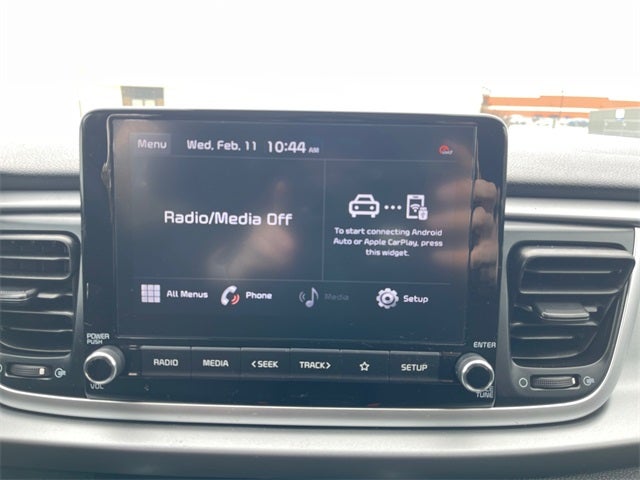 Menu
Wed, Feb, 11 10:44 AM
Radio/Media Off
To start connecting Android
Auto or Apple CarPlay, press
this widget.
All Menus
Phone
Media
Setup
POWER
PUSH
VOL
RADIO
MEDIA
<SEEK
TRACK>
SETUP
ENTER
TUNE